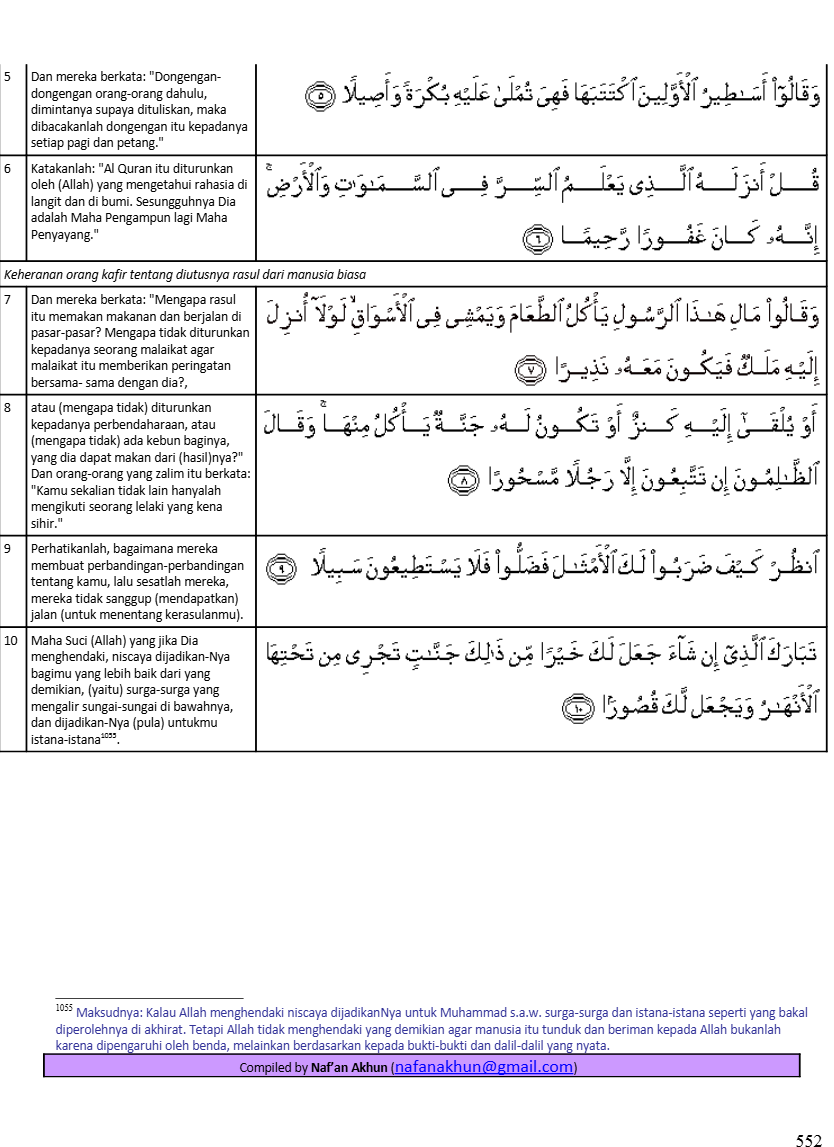 5
Dan mereka berkata: "Dongengan-
dongengan orang-orang dahulu,
dimintanya supaya dituliskan, maka
dibacakanlah dongengan itu kepadanya
setiap pagi dan petang."
وَقَالُوٓا۟ أَسَـٰطِيرُ ٱلْأَوَّلِينَ ٱكْتَتَبَهَا فَهِىَ تُمْلَىٰ عَلَيْهِ بُكْرَةً وَأَصِيلًا ٥
6
Katakanlah: "Al Quran itu diturunkan
oleh (Allah) yang mengetahui rahasia di
langit dan di bumi. Sesungguhnya Dia
adalah Maha Pengampun lagi Maha
Penyayang."
قُلْ أَنزَلَهُ ٱلَّذِى يَعْلَمُ ٱلسِّرَّ فِى ٱلسَّمَـٰوَٰتِ وَٱلْأَرْضِ ۚ
إِنَّهُۥ كَانَ غَفُورًا رَّحِيمًا ٦
Keheranan orang kafir tentang diutusnya rasul dari manusia biasa
7
Dan mereka berkata: "Mengapa rasul
itu memakan makanan dan berjalan di
pasar-pasar? Mengapa tidak diturunkan
kepadanya seorang malaikat agar
malaikat itu memberikan peringatan
bersama- sama dengan dia?,
وَقَالُوا۟ مَالِ هَـٰذَا ٱلرَّسُولِ يَأْكُلُ ٱلطَّعَامَ وَيَمْشِى فِى ٱلْأَسْوَاقِ ۙ لَوْلَآ أُنزِلَ
إِلَيْهِ مَلَكٌ فَيَكُونَ مَعَهُۥ نَذِيرًا ٧
8
atau (mengapa tidak) diturunkan
kepadanya perbendaharaan, atau
(mengapa tidak) ada kebun baginya,
yang dia dapat makan dari (hasil)nya?"
Dan orang-orang yang zalim itu berkata:
"Kamu sekalian tidak lain hanyalah
mengikuti seorang lelaki yang kena
sihir."
أَوْ يُلْقَىٰٓ إِلَيْهِ كَنزٌ أَوْ تَكُونُ لَهُۥ جَنَّةٌ يَأْكُلُ مِنْهَا ۚ وَقَالَ
ٱلظَّـٰلِمُونَ إِن تَتَّبِعُونَ إِلَّا رَجُلًا مَّسْحُورًا ٨
9
Perhatikanlah, bagaimana mereka
membuat perbandingan-perbandingan
tentang kamu, lalu sesatlah mereka,
mereka tidak sanggup (mendapatkan)
jalan (untuk menentang kerasulanmu).
ٱنظُرْ كَيْفَ ضَرَبُوا۟ لَكَ ٱلْأَمْثَـٰلَ فَضَلُّوا۟ فَلَا يَسْتَطِيعُونَ سَبِيلًا ٩
10
Maha Suci (Allah) yang jika Dia
menghendaki, niscaya dijadikan-Nya
bagimu yang lebih baik dari yang
demikian, (yaitu) surga-surga yang
mengalir sungai-sungai di bawahnya,
dan dijadikan-Nya (pula) untukmu
istana-istana¹⁰⁵⁵.
تَبَارَكَ ٱلَّذِىٓ إِن شَآءَ جَعَلَ لَكَ خَيْرًا مِّن ذَٰلِكَ جَنَّـٰتٍ تَجْرِى مِن تَحْتِهَا
ٱلْأَنْهَـٰرُ وَيَجْعَل لَّكَ قُصُورًۢا ١٠
¹⁰⁵⁵ Maksudnya: Kalau Allah menghendaki niscaya dijadikanNya untuk Muhammad s.a.w. surga-surga dan istana-istana seperti yang bakal
diperolehnya di akhirat. Tetapi Allah tidak menghendaki yang demikian agar manusia itu tunduk dan beriman kepada Allah bukanlah
karena dipengaruhi oleh benda, melainkan berdasarkan kepada bukti-bukti dan dalil-dalil yang nyata.
Compiled by Naf'an Akhun (nafanakhun@gmail.com)
552